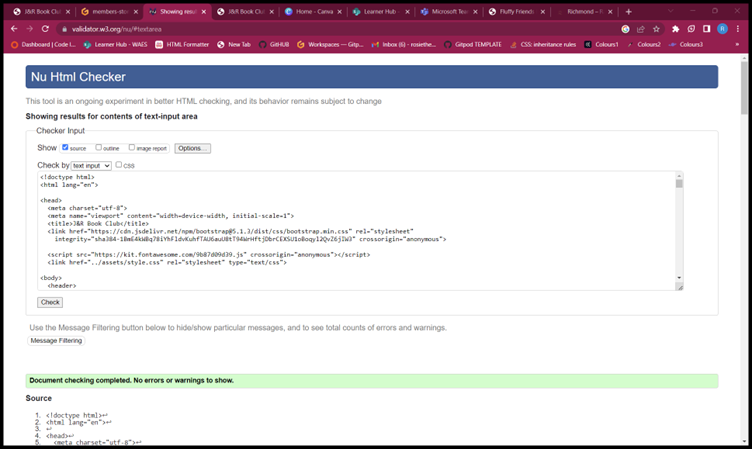 J&R Book Club
members-stor
Showing resul
J&R Book Club
Home - Canva
Learner Hub -
Microsoft Team
Fluffy Friends
Richmond – R
validator.w3.org/nu/#textarea
Dashboard | Code I...
Learner Hub - WAES
HTML Formatter
New Tab
GitHUB
Workspaces — Gitp...
Inbox (6) - rosiethe...
Gitpod TEMPLATE
CSS: inheritance rules
Colours1
Colours2
Colours3
»
Nu Html Checker
This tool is an ongoing experiment in better HTML checking, and its behavior remains subject to change
Showing results for contents of text-input area
Checker Input
Show source outline image report Options...
Check by text input css
<!doctype html>
<html lang="en">
<head>
<meta charset="utf-8">
<meta name="viewport" content="width=device-width, initial-scale=1">
<title>J&R Book Club</title>
<link href="https://cdn.jsdelivr.net/npm/bootstrap@5.1.3/dist/css/bootstrap.min.css" rel="stylesheet"
crossorigin="anonymous">
<script src="https://kit.fontawesome.com/9b87d09d39.js" crossorigin="anonymous"></script>
<link href="../assets/style.css" rel="stylesheet" type="text/css">
<body>
<header>
Check
Use the Message Filtering button below to hide/show particular messages, and to see total counts of errors and warnings.
Message Filtering
Document checking completed. No errors or warnings to show.
Source
1. <!doctype html>↩
2. <html lang="en">↩
3. ↩
4. <head>↩
5. <meta charset="utf-8">↩